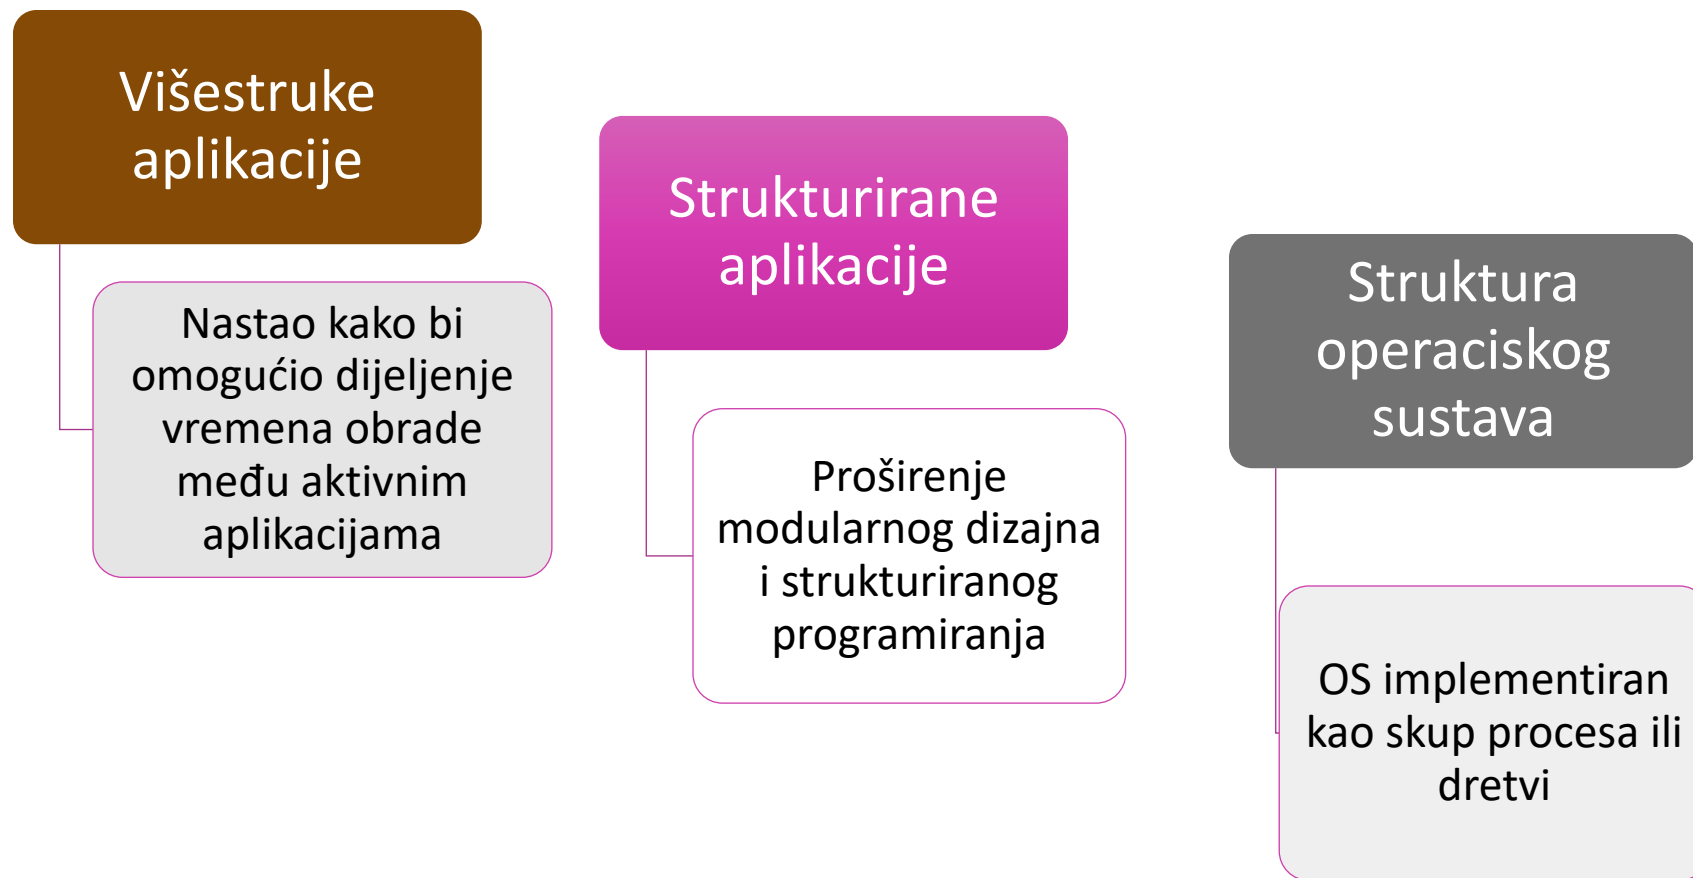 Višestruke
aplikacije
Nastao kako bi
omogućio dijeljenje
vremena obrade
među aktivnim
aplikacijama
Strukturirane
aplikacije
Proširenje
modularnog dizajna
i strukturiranog
programiranja
Struktura
operaciskog
sustava
OS implementiran
kao skup procesa ili
dretvi